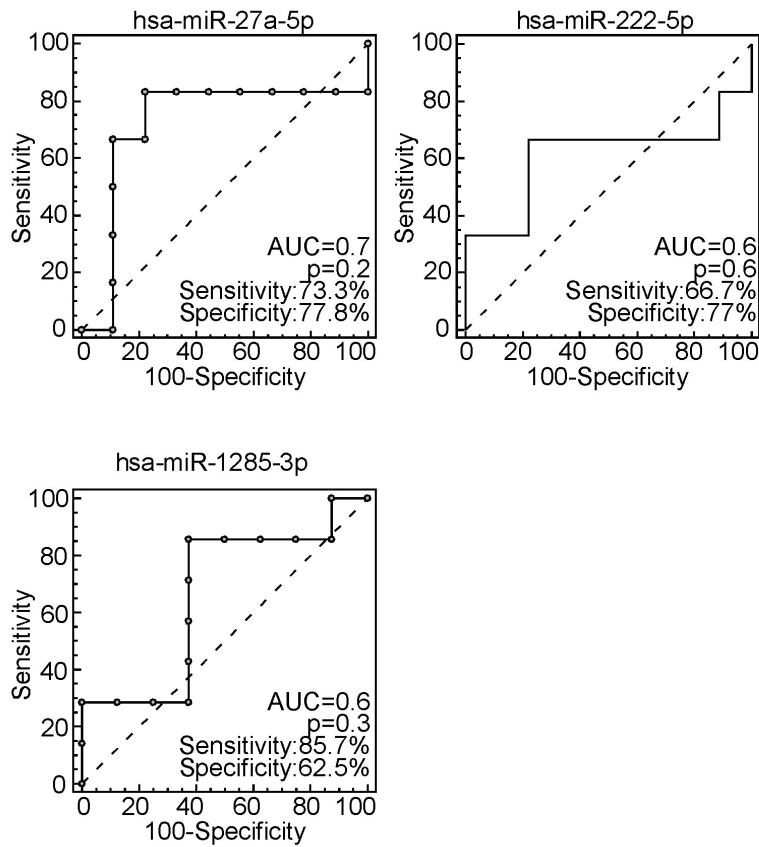 hsa-miR-27a-5p
100
80
60
40
20
0
Sensitivity
AUC=0.7
p=0.2
Sensitivity:73.3%
Specificity:77.8%
0 20 40 60 80 100
100-Specificity
hsa-miR-222-5p
100
80
60
40
20
0
Sensitivity
AUC=0.6
p=0.6
Sensitivity:66.7%
Specificity:77%
0 20 40 60 80 100
100-Specificity
hsa-miR-1285-3p
100
80
60
40
20
0
Sensitivity
AUC=0.6
p=0.3
Sensitivity:85.7%
Specificity:62.5%
0 20 40 60 80 100
100-Specificity